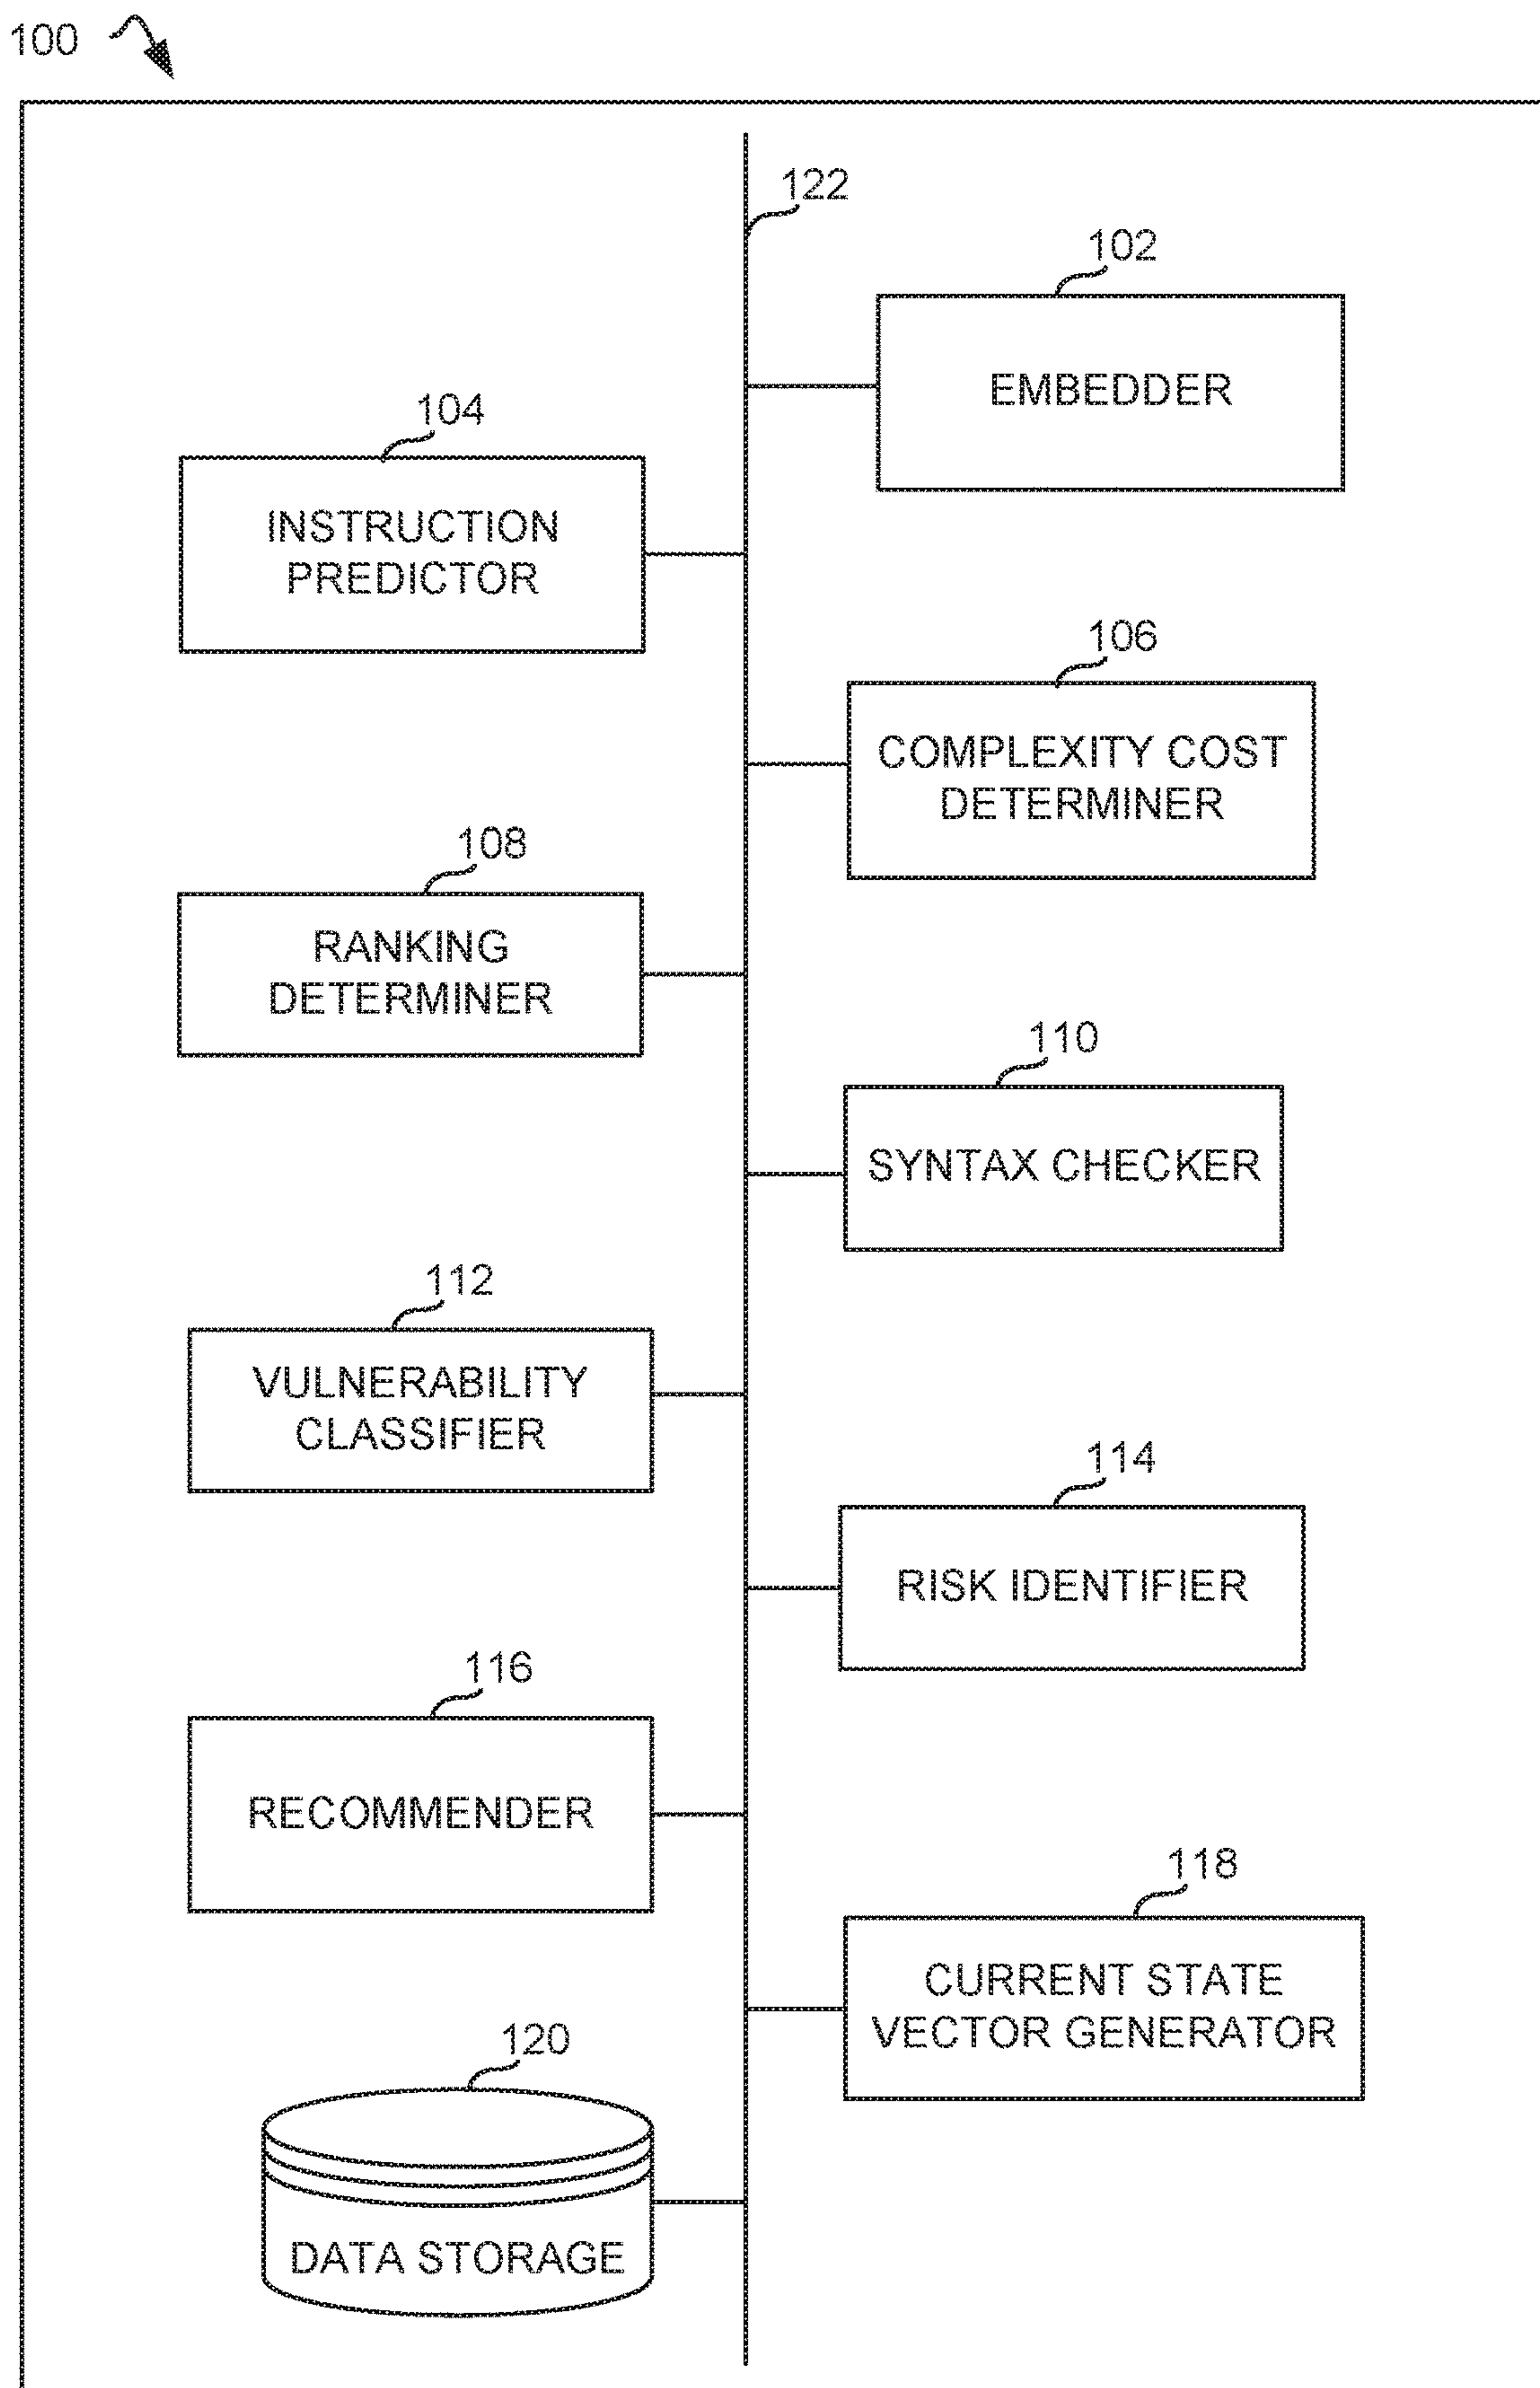 100
122
102
EMBEDDER
104
INSTRUCTION
PREDICTOR
106
COMPLEXITY COST
DETERMINER
108
RANKING
DETERMINER
110
SYNTAX CHECKER
112
VULNERABILITY
CLASSIFIER
114
RISK IDENTIFIER
116
RECOMMENDER
118
CURRENT STATE
VECTOR GENERATOR
120
DATA STORAGE